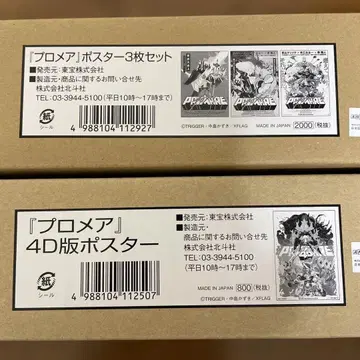 『プロメア』ポスター3枚セット
■発売元：東宝株式会社
■製造元・商品に関するお問い合せ先
株式会社北斗社
TEL：03-3944-5100（平日10時～17時まで）
紙
シール
4 988104 112927
PROMARE
PROMARE
PROMARE
©TRIGGER・中島かずき／XFLAG
MADE IN JAPAN
2000（税抜）
『プロメア』
4D版ポスター
■発売元：東宝株式会社
■製造元・
商品に関するお問い合せ先
株式会社北斗社
TEL：03-3944-5100
（平日10時～17時まで）
紙
シール
4 988104 112507
MADE IN JAPAN
800（税抜）
©TRIGGER・中島かずき／XFLAG
PROMARE